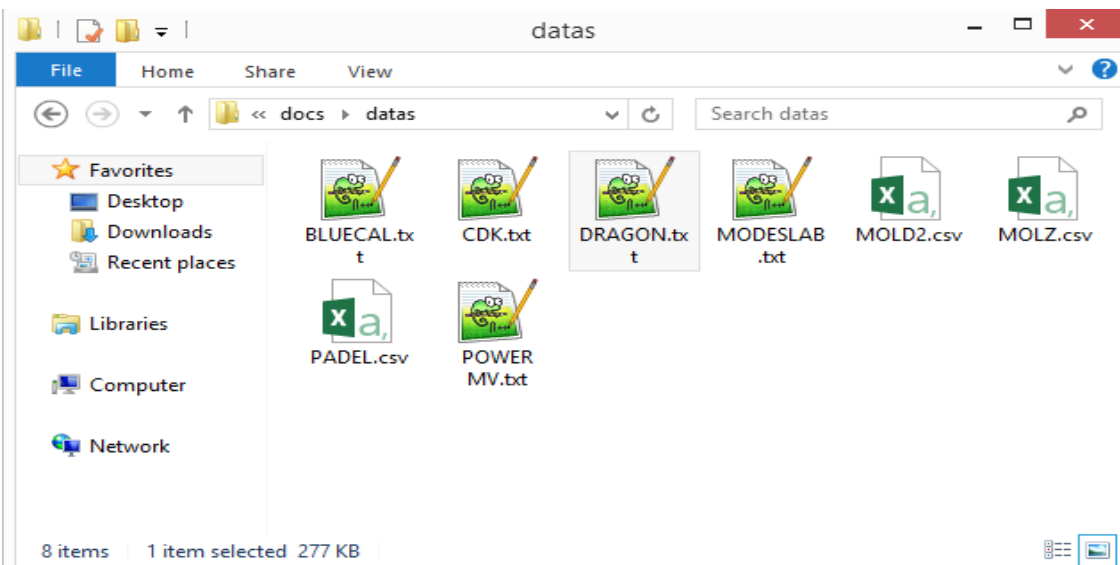 datas
File Home Share View
« docs datas
Search datas
Favorites
Desktop
Downloads
Recent places
Libraries
Computer
Network
BLUECAL.tx
t
CDK.txt
DRAGON.tx
t
MODESLAB
.txt
MOLD2.csv
MOLZ.csv
PADEL.csv
POWER
MV.txt
8 items 1 item selected 277 KB